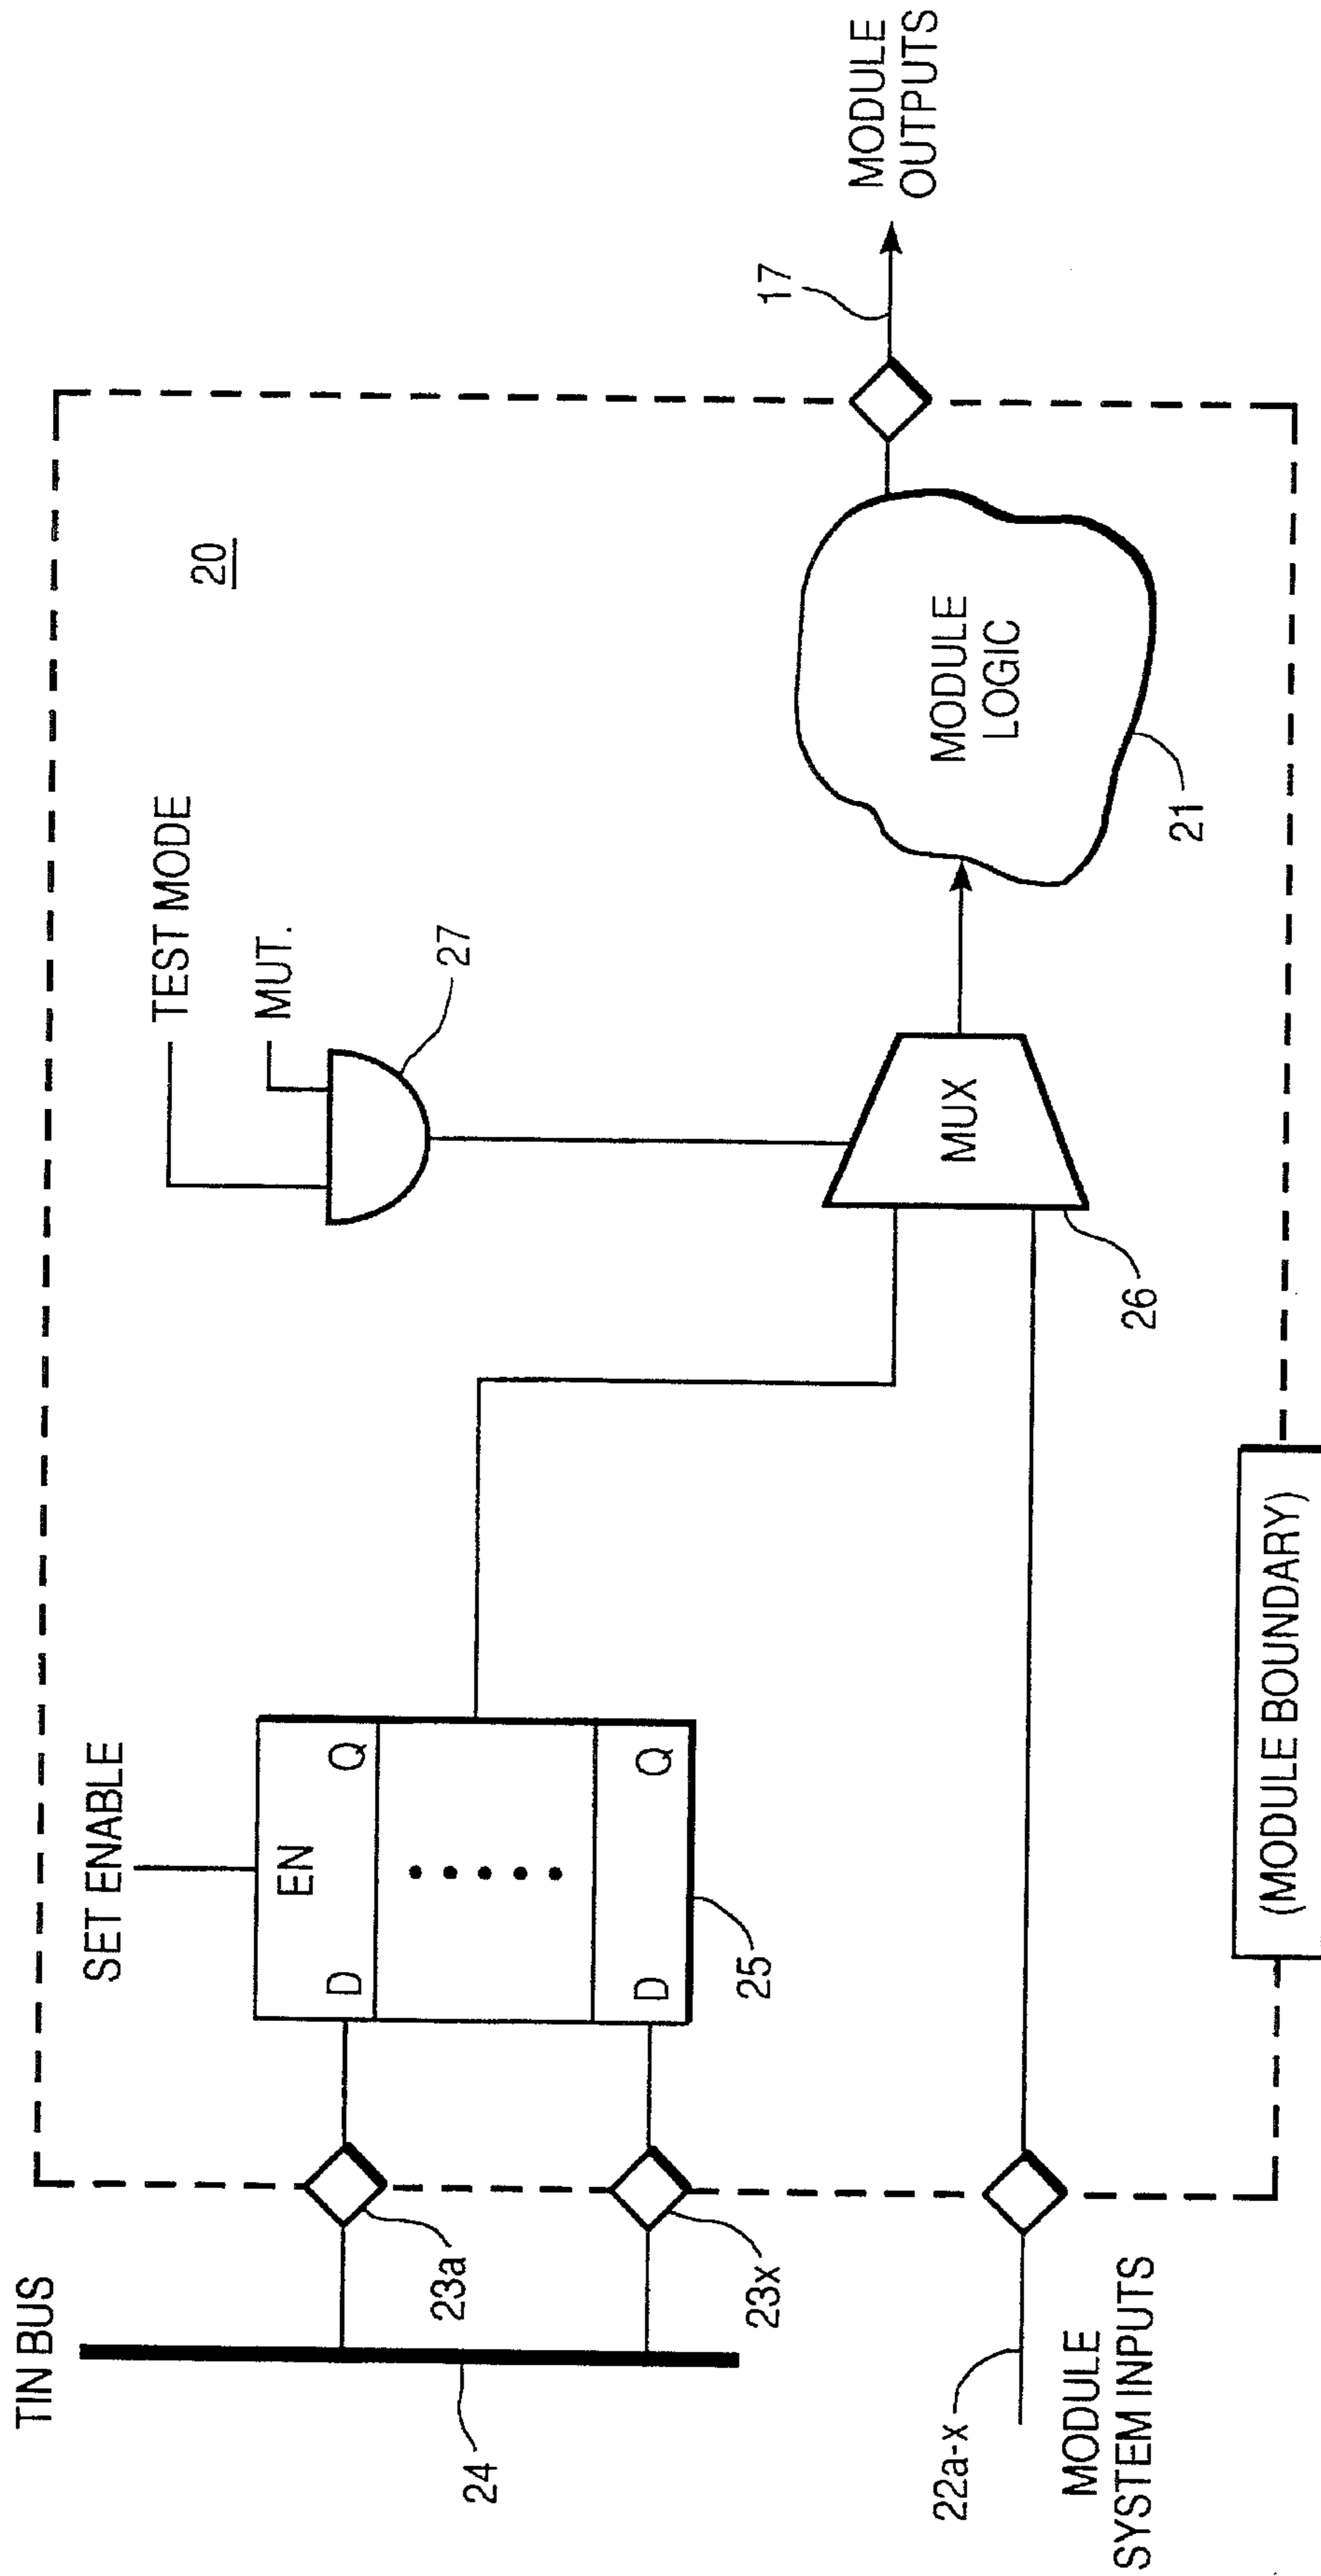 TIN BUS
SET ENABLE
TEST MODE
MUT.
20
27
EN
D
Q
D
Q
23a
23x
24
25
MUX
26
MODULE
LOGIC
21
17
MODULE
OUTPUTS
22a-x
MODULE
SYSTEM INPUTS
(MODULE BOUNDARY)